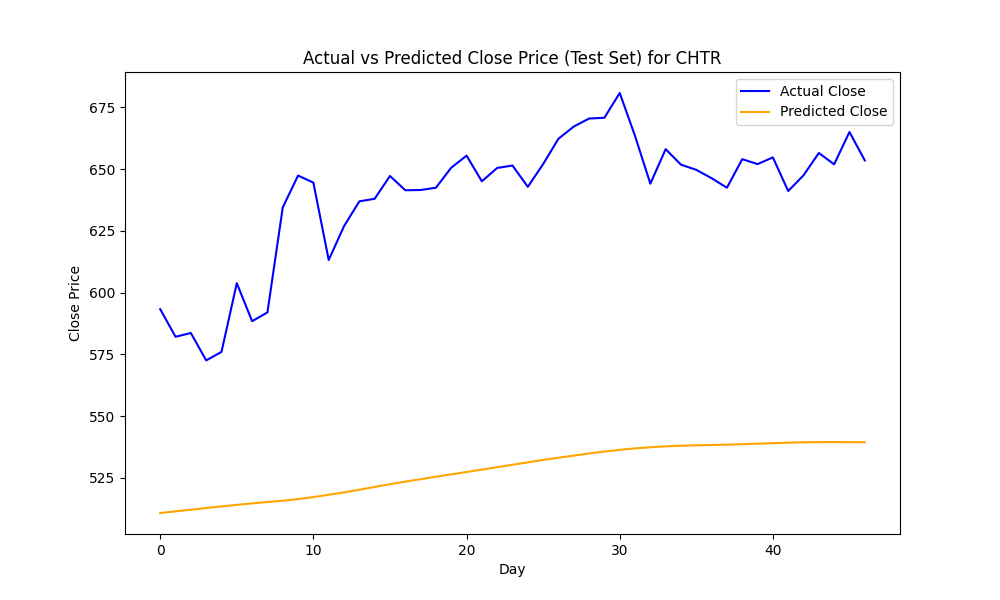 Actual vs Predicted Close Price (Test Set) for CHTR
Actual Close
Predicted Close
Close Price
675
650
625
600
575
550
525
0 10 20 30 40
Day